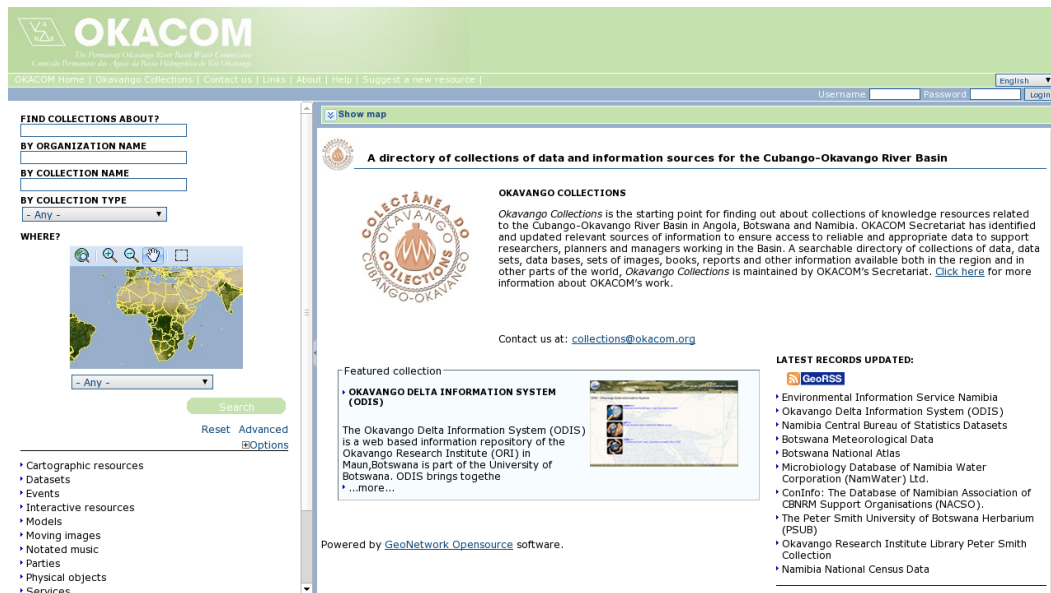 OKACOM
The Permanent Okavango River Basin Water Commission
OKACOM Home | Okavango Collections | Contact us | Links | About | Help | Suggest a new resource |
English
Username Password Login
FIND COLLECTIONS ABOUT?
BY ORGANIZATION NAME
BY COLLECTION NAME
BY COLLECTION TYPE
- Any -
WHERE?
- Any -
Search
Reset Advanced
Options
Cartographic resources
Datasets
Events
Interactive resources
Models
Moving images
Notated music
Parties
Physical objects
Services
Show map
A directory of collections of data and information sources for the Cubango-Okavango River Basin
COLECTÂNEA DO
OKAVANGO
COLLECTIONS
CUBANGO-OKAVANGO
OKAVANGO COLLECTIONS
Okavango Collections is the starting point for finding out about collections of knowledge resources related
to the Cubango-Okavango River Basin in Angola, Botswana and Namibia. OKACOM Secretariat has identified
and updated relevant sources of information to ensure access to reliable and appropriate data to support
researchers, planners and managers working in the Basin. A searchable directory of collections of data, data
sets, data bases, sets of images, books, reports and other information available both in the region and in
other parts of the world, Okavango Collections is maintained by OKACOM's Secretariat. Click here for more
information about OKACOM's work.
Contact us at: collections@okacom.org
Featured collection
OKAVANGO DELTA INFORMATION SYSTEM
(ODIS)
The Okavango Delta Information System (ODIS)
is a web based information repository of the
Okavango Research Institute (ORI) in
Maun,Botswana is part of the University of
Botswana. ODIS brings togethe
...more...
Powered by GeoNetwork Opensource software.
LATEST RECORDS UPDATED:
GeoRSS
Environmental Information Service Namibia
Okavango Delta Information System (ODIS)
Namibia Central Bureau of Statistics Datasets
Botswana Meteorological Data
Botswana National Atlas
Microbiology Database of Namibia Water
Corporation (NamWater) Ltd.
ConInfo: The Database of Namibian Association of
CBNRM Support Organisations (NACSO).
The Peter Smith University of Botswana Herbarium
(PSUB)
Okavango Research Institute Library Peter Smith
Collection
Namibia National Census Data